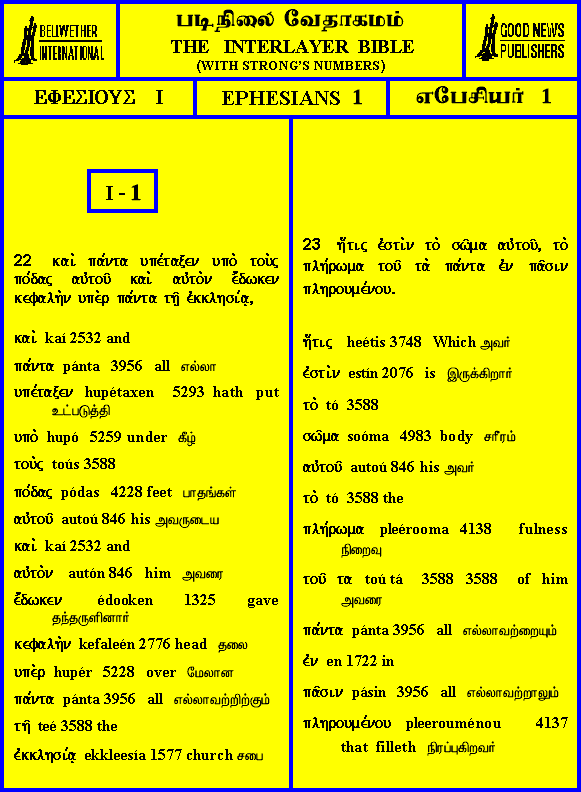 BELLWETHER
INTERNATIONAL
படிநிலை வேதாகமம்
THE INTERLAYER BIBLE
(WITH STRONG'S NUMBERS)
GOOD NEWS
PUBLISHERS
ΕΦΕΣΙΟΥΣ I
EPHESIANS 1
எபேசியர் 1
I - 1
22 καὶ πάντα υπέταξεν υπὸ τοὺς
πόδας αὐτοῦ καὶ αὐτὸν ἔδωκεν
κεφαλὴν υπὲρ πάντα τῇ ἐκκλησίᾳ,
καὶ kaí 2532 and
πάντα pánta 3956 all எல்லா
υπέταξεν hupétaxen 5293 hath put
உட்படுத்தி
υπὸ hupó 5259 under கீழ்
τοὺς toús 3588
πόδας pódas 4228 feet பாதங்கள்
αὐτοῦ autoú 846 his அவருடைய
καὶ kaí 2532 and
αὐτὸν autón 846 him அவரை
ἔδωκεν édooken 1325 gave
தந்தருளினார்
κεφαλὴν kefaleén 2776 head தலை
υπὲρ hupér 5228 over மேலான
πάντα pánta 3956 all எல்லாவற்றிற்கும்
τῇ teé 3588 the
ἐκκλησίᾳ ekkleesía 1577 church சபை
23 ἥτις ἐστὶν τὸ σῶμα αὐτοῦ, τὸ
πλήρωμα τοῦ τὰ πάντα ἐν πᾶσιν
πληρουμένου.
ἥτις heétis 3748 Which அவர்
ἐστὶν estín 2076 is இருக்கிறார்
τὸ tó 3588
σῶμα soóma 4983 body சரீரம்
αὐτοῦ autoú 846 his அவர்
τὸ tó 3588 the
πλήρωμα pleérooma 4138 fulness
நிறைவு
τοῦ τα toú tá 3588 3588 of him
அவரை
πάντα pánta 3956 all எல்லாவற்றையும்
ἐν en 1722 in
πᾶσιν pásin 3956 all எல்லாவற்றாலும்
πληρουμένου pleerouménou 4137
that filleth நிரப்புகிறவர்